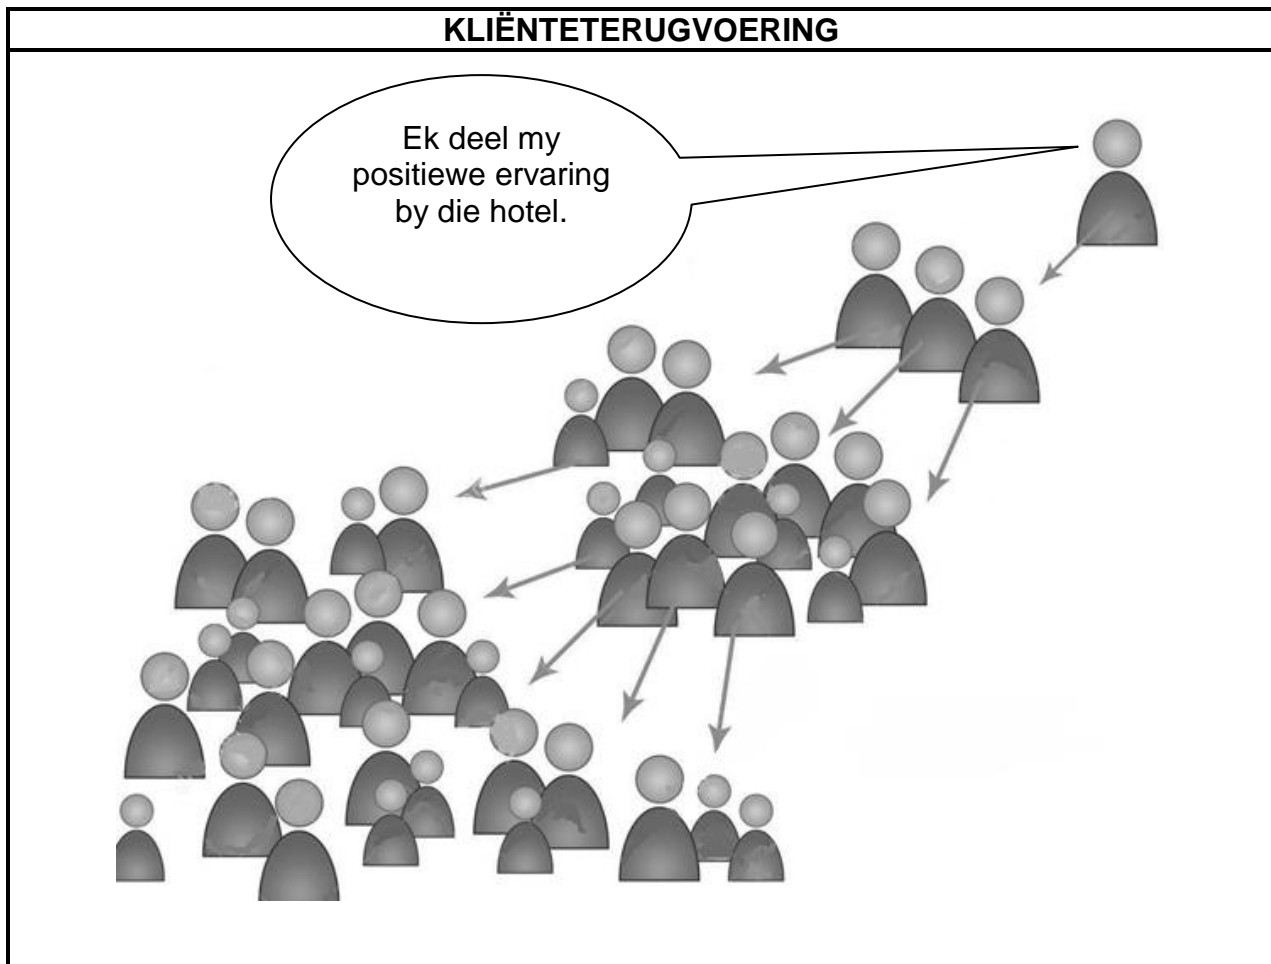 KLIËNTETERUGVOERING
Ek deel my
positiewe ervaring
by die hotel.